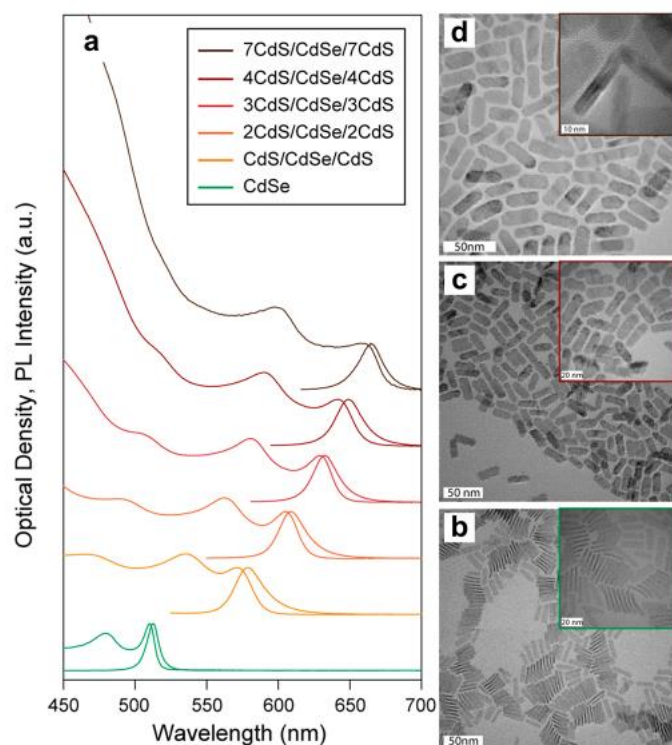 a
7CdS/CdSe/7CdS
4CdS/CdSe/4CdS
3CdS/CdSe/3CdS
2CdS/CdSe/2CdS
CdS/CdSe/CdS
CdSe
Optical Density, PL Intensity (a.u.)
450 500 550 600 650 700
Wavelength (nm)
d
10 nm
50nm
c
20 nm
50 nm
b
20 nm
50nm